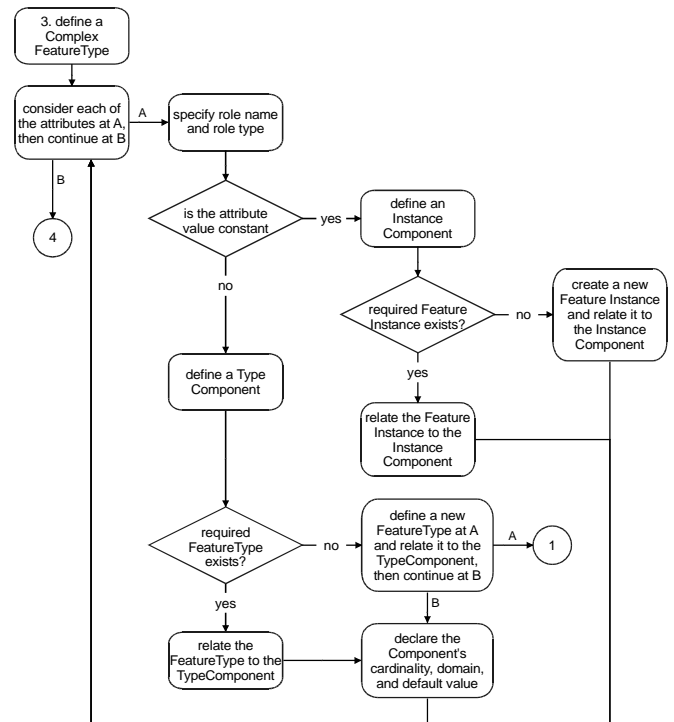 3. define a
Complex
FeatureType
consider each of
the attributes at A,
then continue at B
A
specify role name
and role type
B
4
is the attribute
value constant
yes
define an
Instance
Component
no
required Feature
Instance exists?
no
create a new
Feature Instance
and relate it to
the Instance
Component
yes
define a Type
Component
relate the Feature
Instance to the
Instance
Component
required
FeatureType
exists?
no
define a new
FeatureType at A
and relate it to the
TypeComponent,
then continue at B
A
1
yes
B
relate the
FeatureType to the
TypeComponent
declare the
Component's
cardinality, domain,
and default value